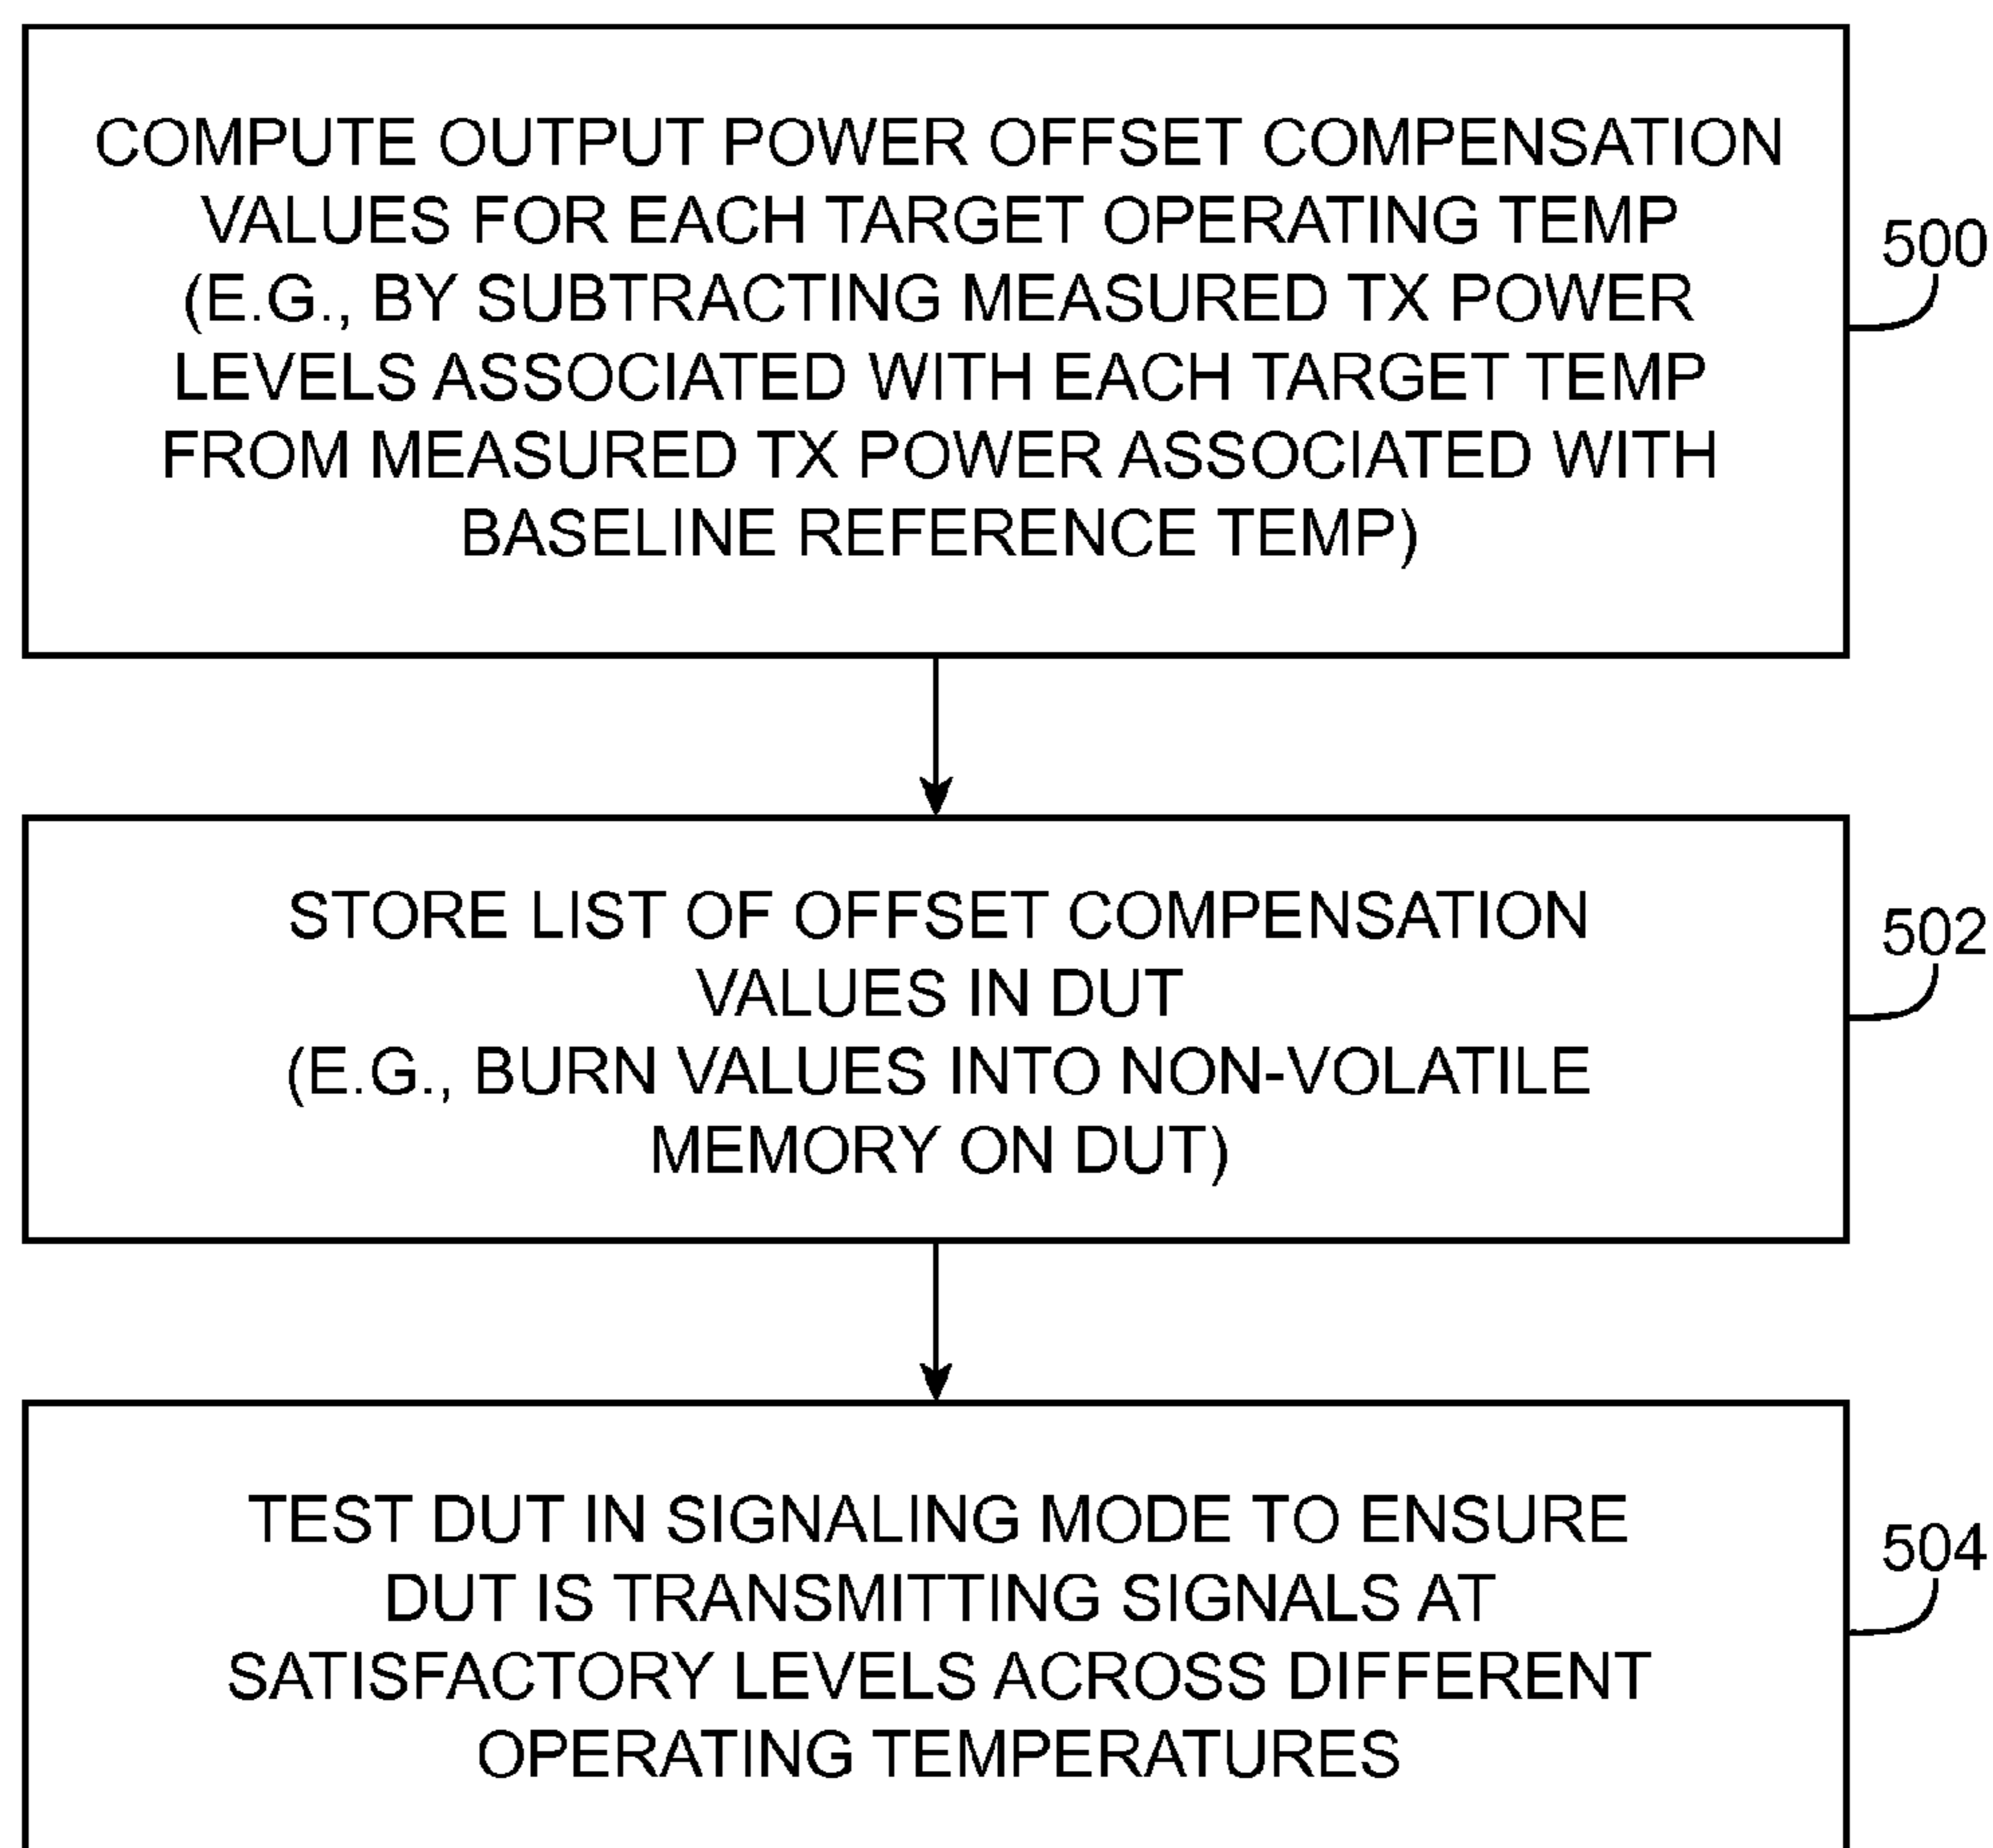 COMPUTE OUTPUT POWER OFFSET COMPENSATION
VALUES FOR EACH TARGET OPERATING TEMP
(E.G., BY SUBTRACTING MEASURED TX POWER
LEVELS ASSOCIATED WITH EACH TARGET TEMP
FROM MEASURED TX POWER ASSOCIATED WITH
BASELINE REFERENCE TEMP)
500
STORE LIST OF OFFSET COMPENSATION
VALUES IN DUT
(E.G., BURN VALUES INTO NON-VOLATILE
MEMORY ON DUT)
502
TEST DUT IN SIGNALING MODE TO ENSURE
DUT IS TRANSMITTING SIGNALS AT
SATISFACTORY LEVELS ACROSS DIFFERENT
OPERATING TEMPERATURES
504